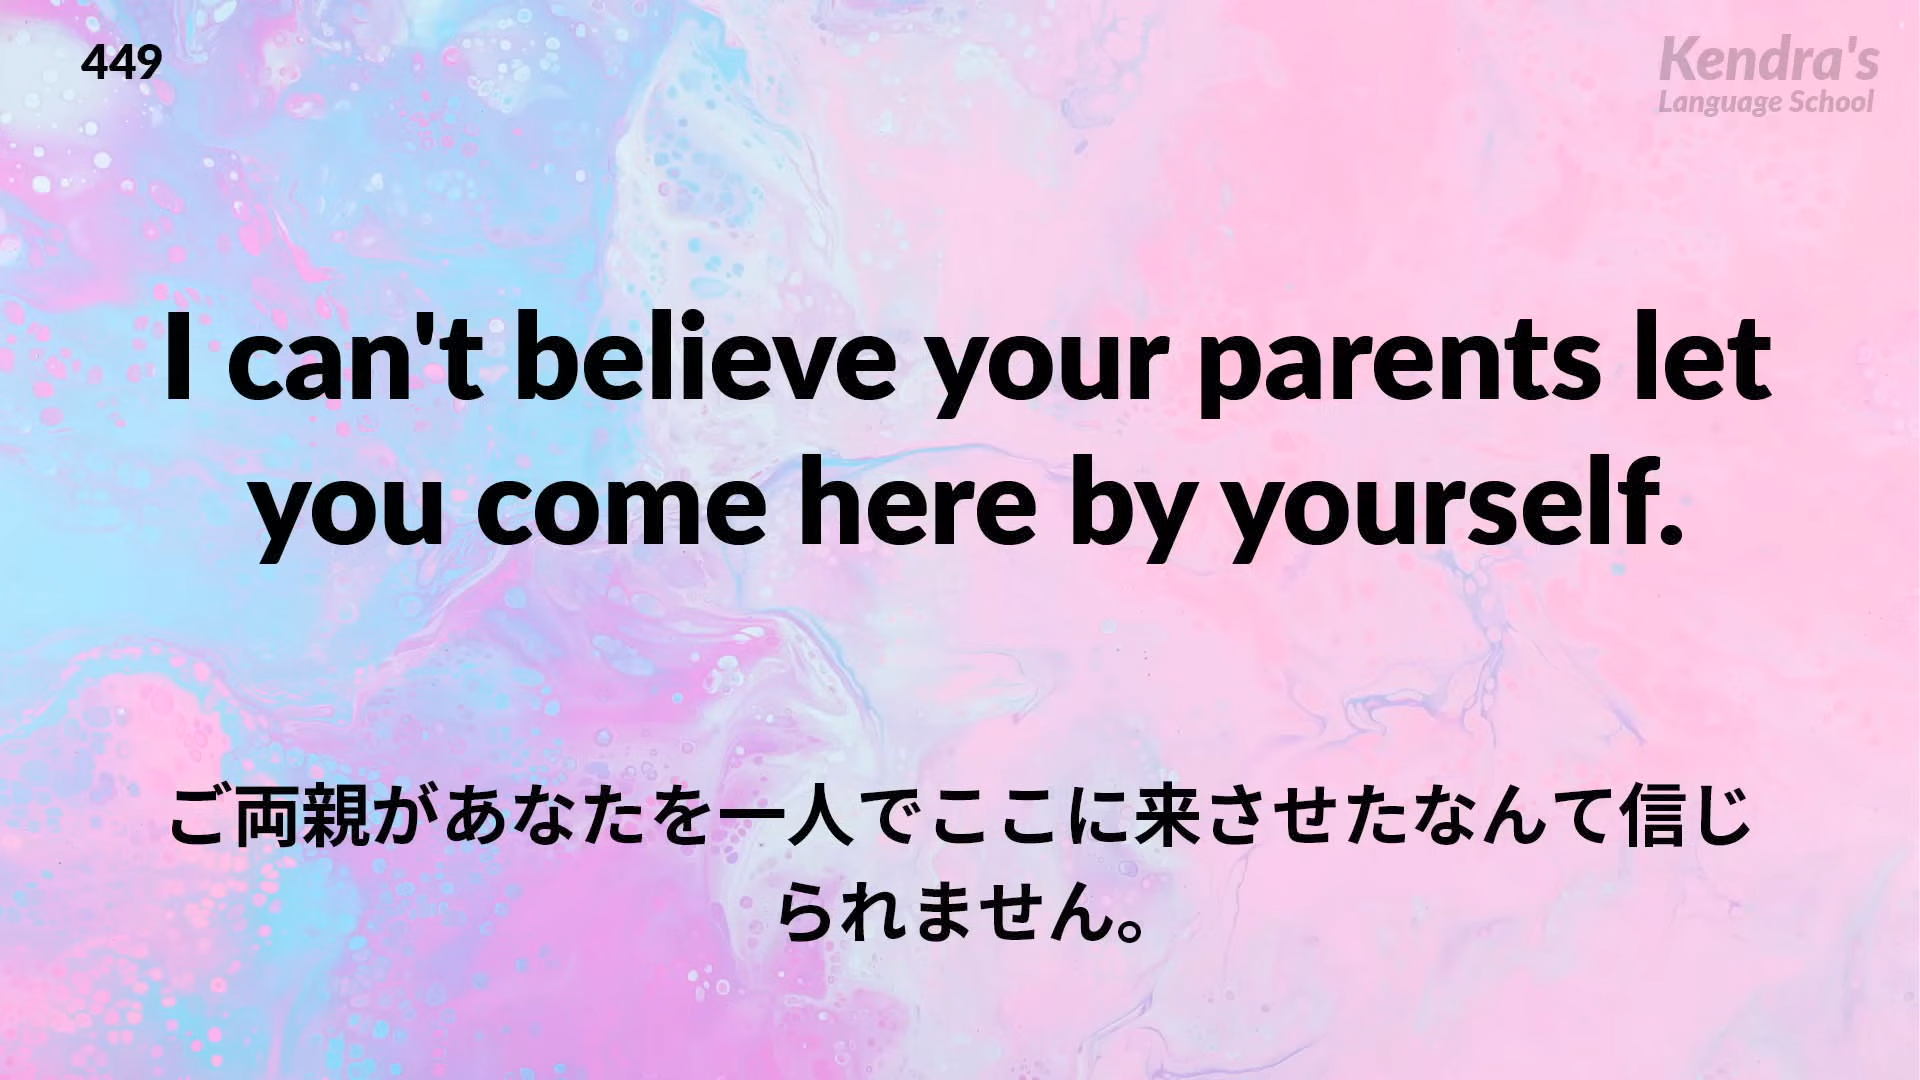 449
Kendra's
Language School
I can't believe your parents let
you come here by yourself.
ご両親があなたを一人でここに来させたなんて信じ
られません。